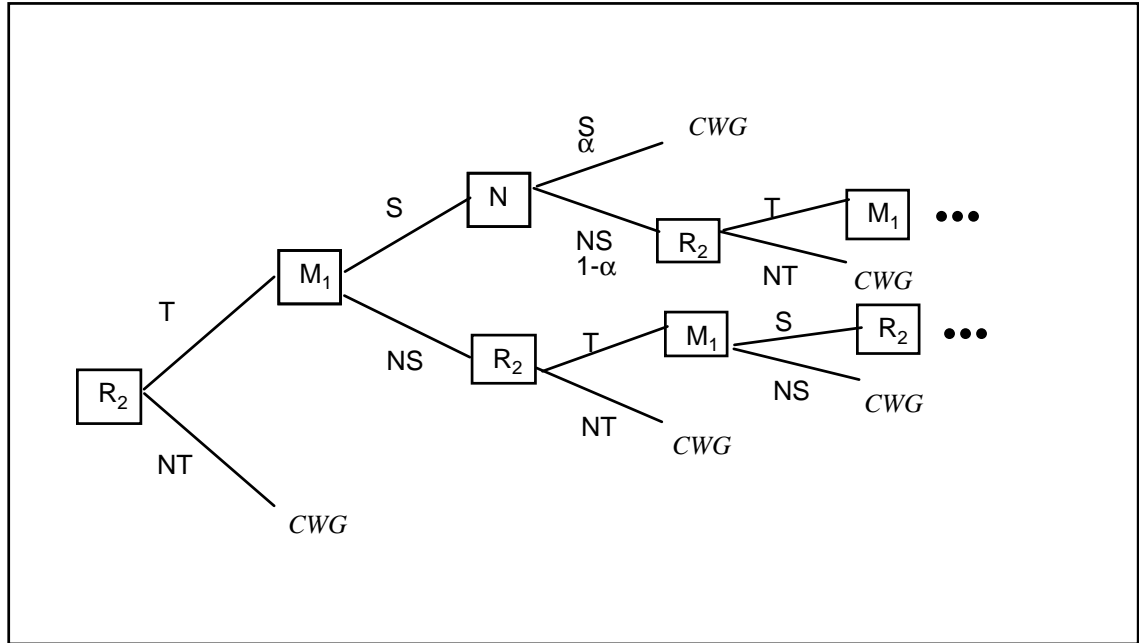 S
α
CWG
N
T
M₁
•••
S
NS
1-α
R₂
NT
CWG
M₁
T
NS
R₂
T
M₁
S
R₂
•••
NS
CWG
NT
CWG
R₂
NT
CWG